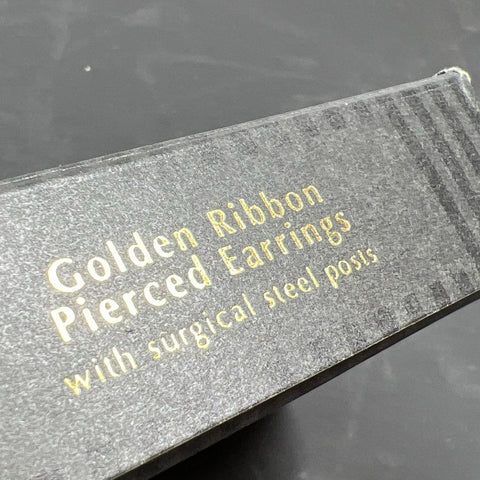 Golden Ribbon
Pierced Earrings
with surgical steel posts